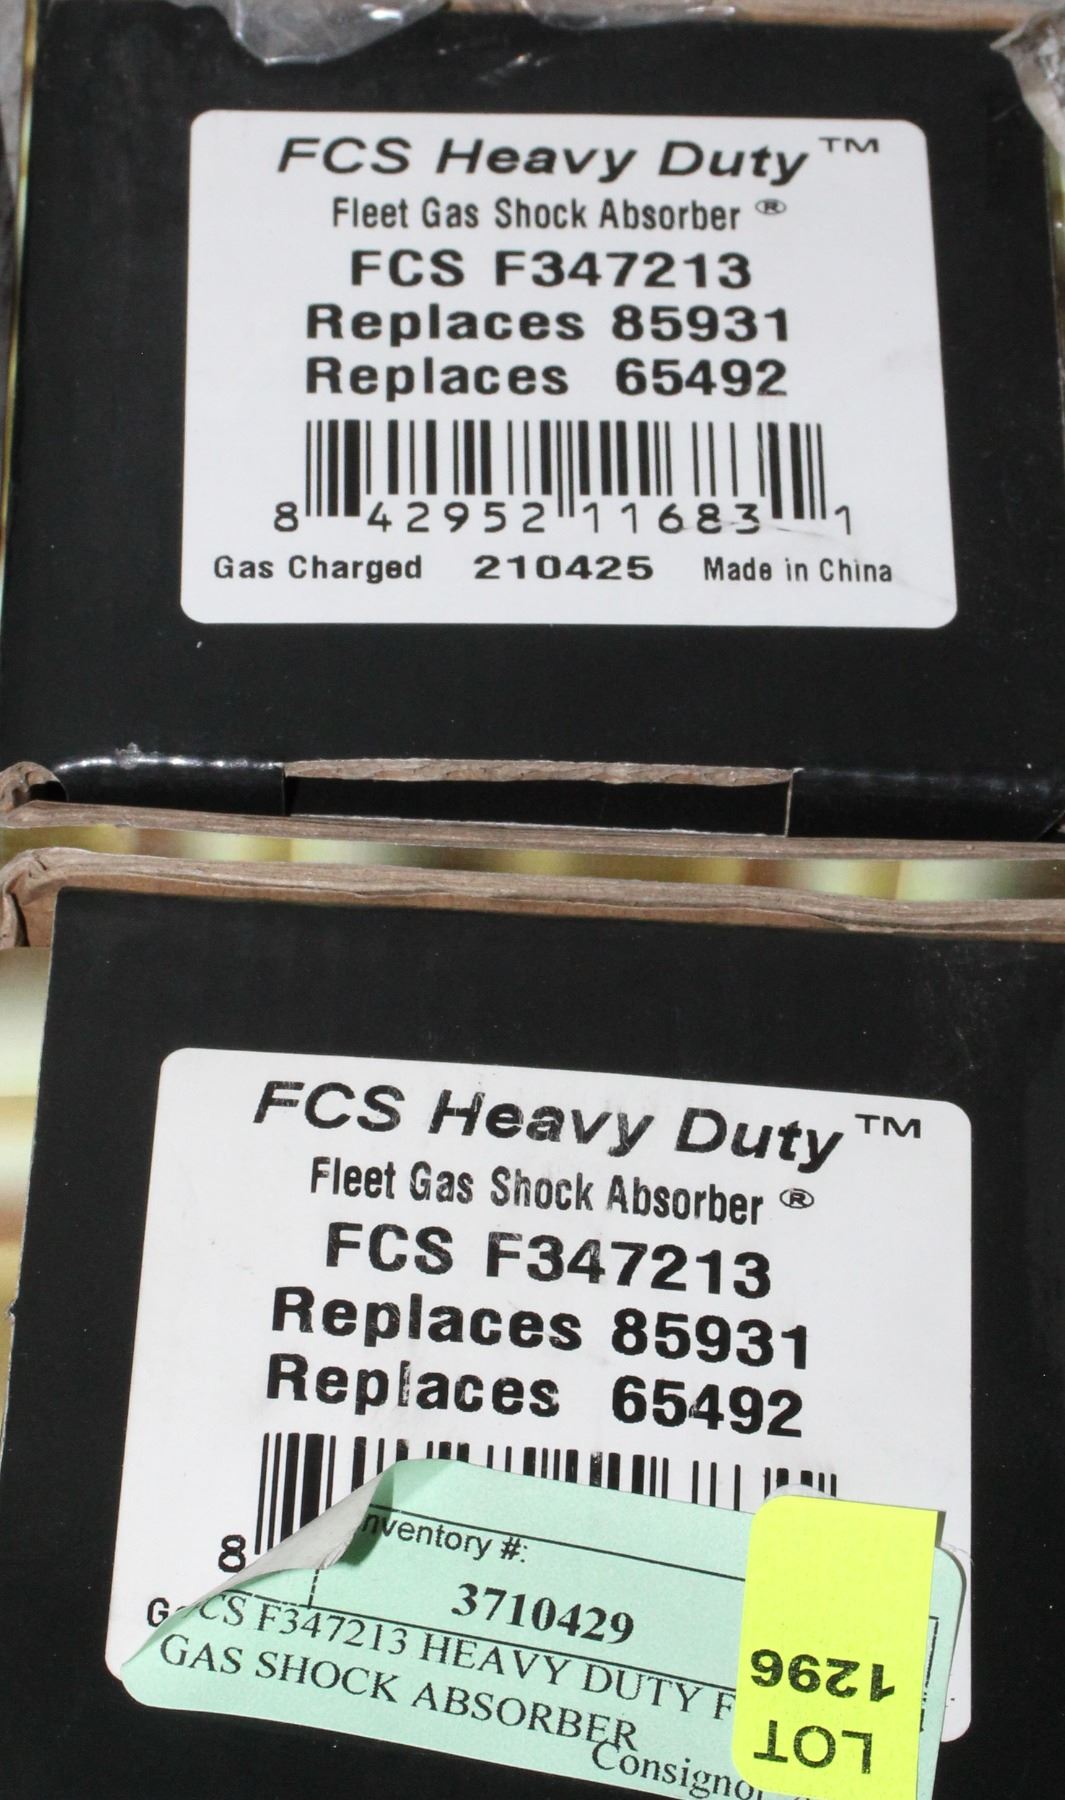 FCS Heavy Duty™
Fleet Gas Shock Absorber ®
FCS F347213
Replaces 85931
Replaces 65492
8 42952 11683 1
Gas Charged 210425 Made in China
FCS Heavy Duty™
Fleet Gas Shock Absorber ®
FCS F347213
Replaces 85931
Replaces 65492
8
nventory #:
3710429
CS F347213 HEAVY DUTY F
GAS SHOCK ABSORBER
Consigno
LOT
1296